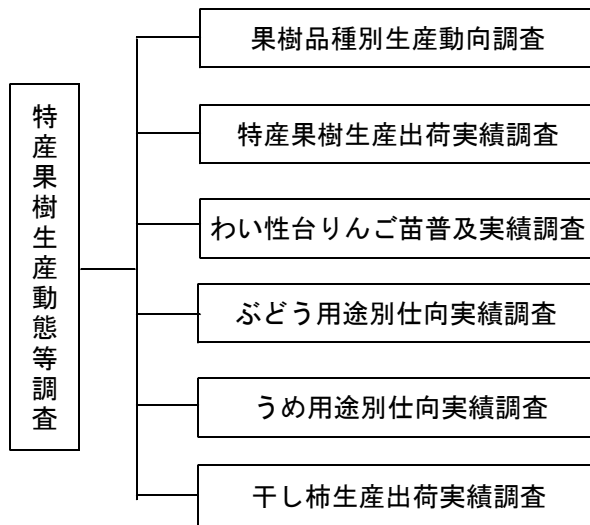 特産果樹生産動態等調査
果樹品種別生産動向調査
特産果樹生産出荷実績調査
わい性台りんご苗普及実績調査
ぶどう用途別仕向実績調査
うめ用途別仕向実績調査
干し柿生産出荷実績調査